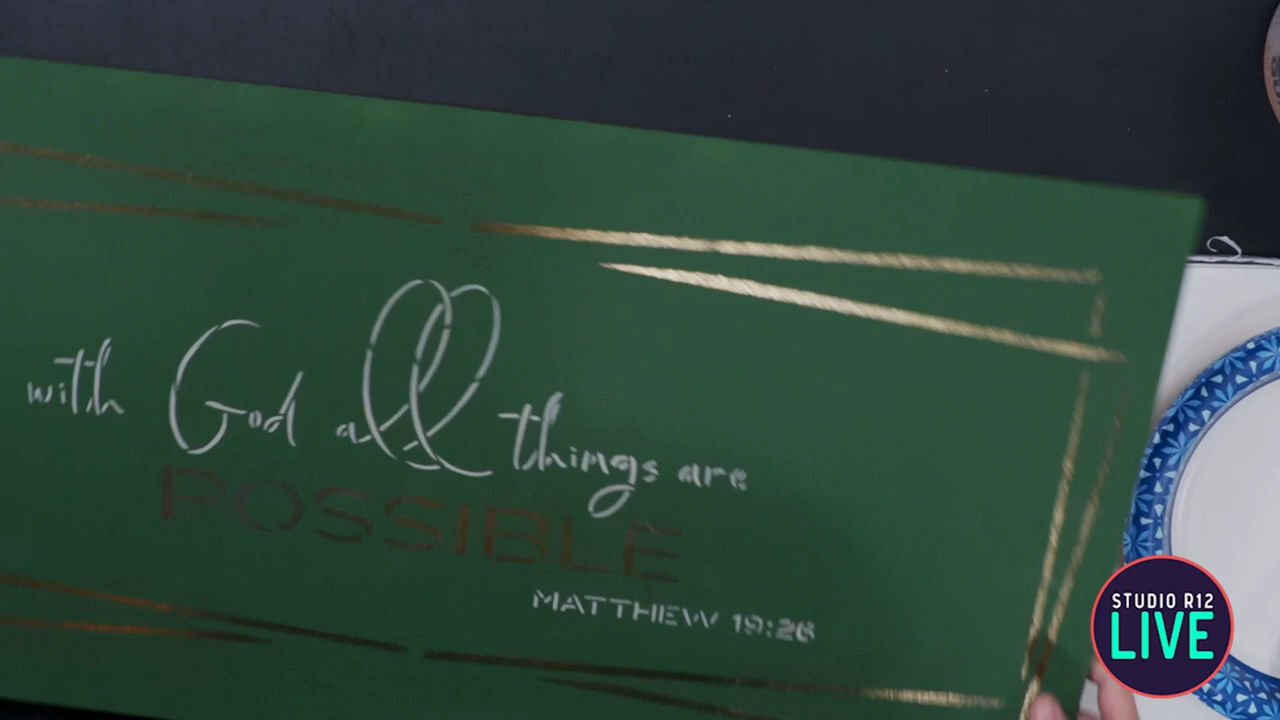 with God all things are
POSSIBLE
MATTHEW 19:26
STUDIO R12
LIVE